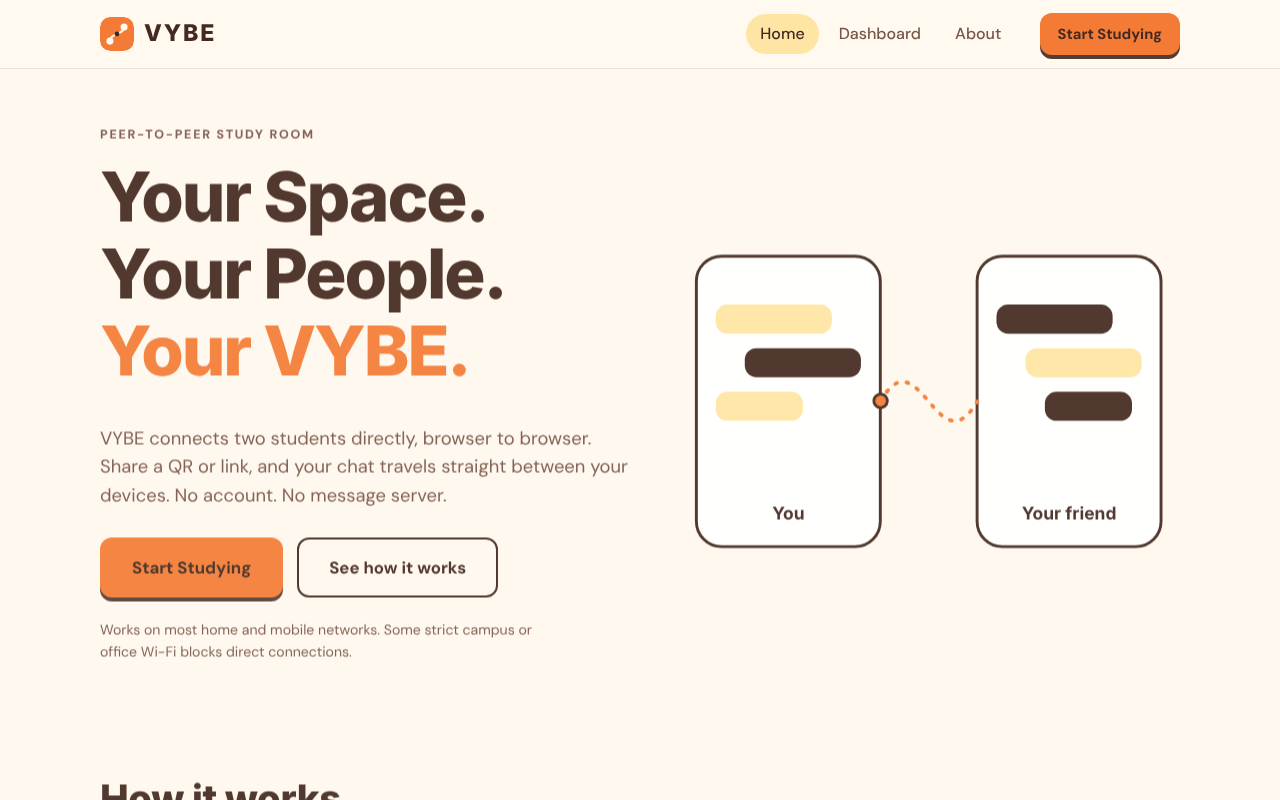 VYBE
Home
Dashboard
About
Start Studying
PEER-TO-PEER STUDY ROOM
Your Space.
Your People.
Your VYBE.
VYBE connects two students directly, browser to browser.
Share a QR or link, and your chat travels straight between your
devices. No account. No message server.
Start Studying
See how it works
Works on most home and mobile networks. Some strict campus or
office Wi-Fi blocks direct connections.
You
Your friend
How it works